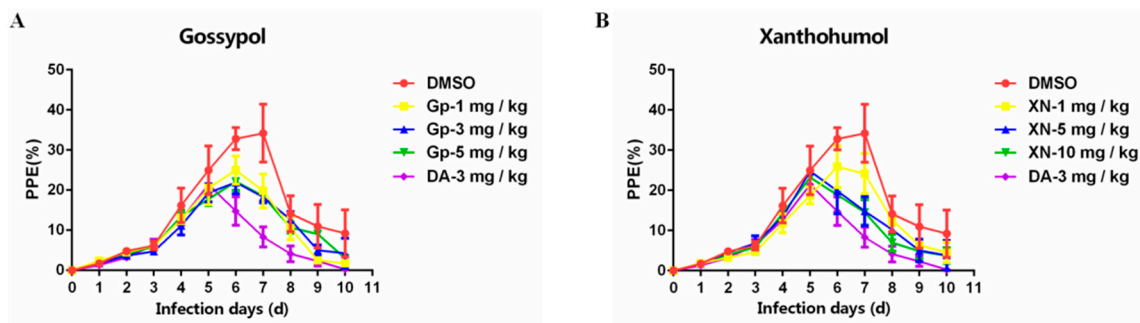 A
Gossypol
PPE(%)
50
40
30
20
10
0
0 1 2 3 4 5 6 7 8 9 10 11
Infection days (d)
DMSO
Gp-1 mg / kg
Gp-3 mg / kg
Gp-5 mg / kg
DA-3 mg / kg
B
Xanthohumol
PPE(%)
50
40
30
20
10
0
0 1 2 3 4 5 6 7 8 9 10 11
Infection days (d)
DMSO
XN-1 mg / kg
XN-5 mg / kg
XN-10 mg / kg
DA-3 mg / kg